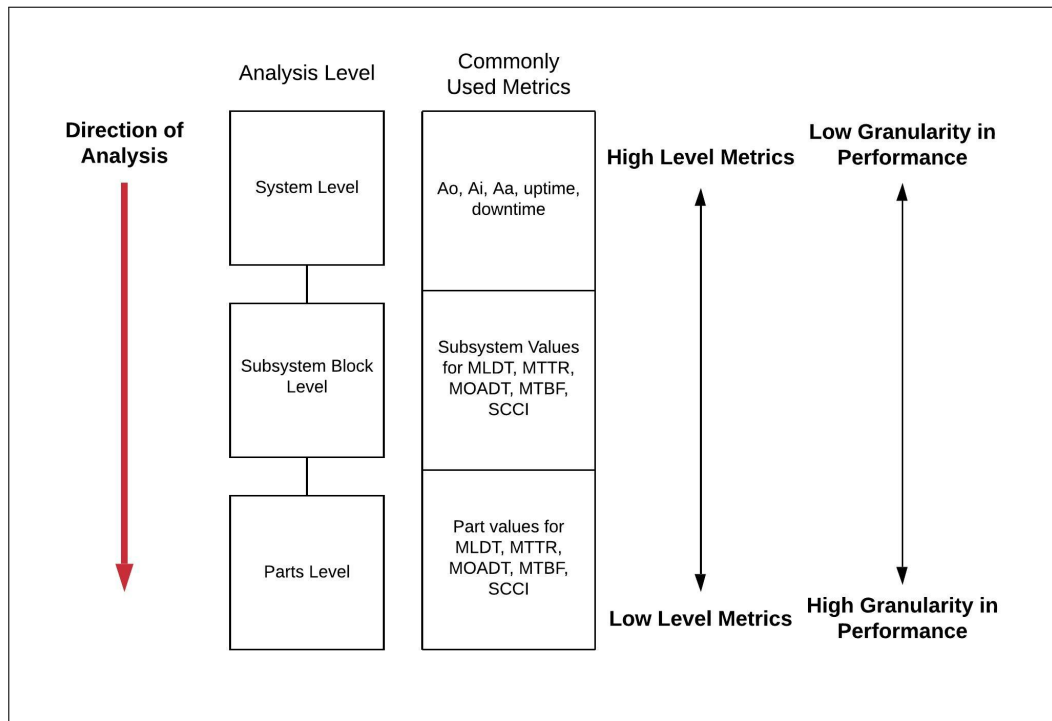 Analysis Level
Commonly
Used Metrics
Direction of
Analysis
System Level
Ao, Ai, Aa, uptime,
downtime
High Level Metrics
Low Granularity in
Performance
Subsystem Block
Level
Subsystem Values
for MLDT, MTTR,
MOADT, MTBF,
SCCI
Parts Level
Part values for
MLDT, MTTR,
MOADT, MTBF,
SCCI
Low Level Metrics
High Granularity in
Performance